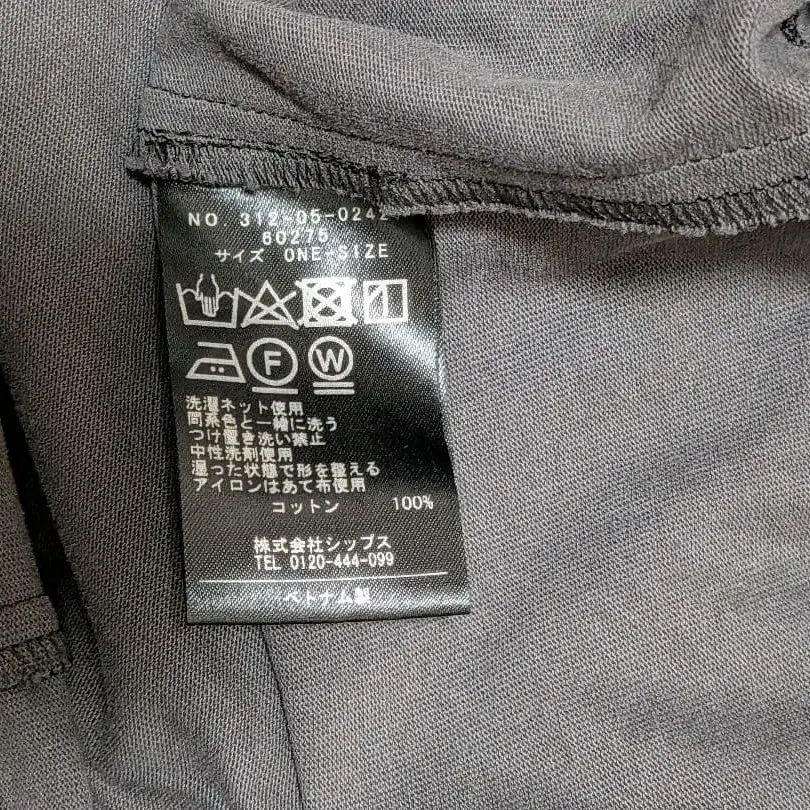 NO. 312-05-0242
60275
サイズ ONE-SIZE
F W
洗濯ネット使用
同系色と一緒に洗う
つけ置き洗い禁止
中性洗剤使用
湿った状態で形を整える
アイロンはあて布使用
コットン 100%
株式会社シップス
TEL 0120-444-099
ベトナム製